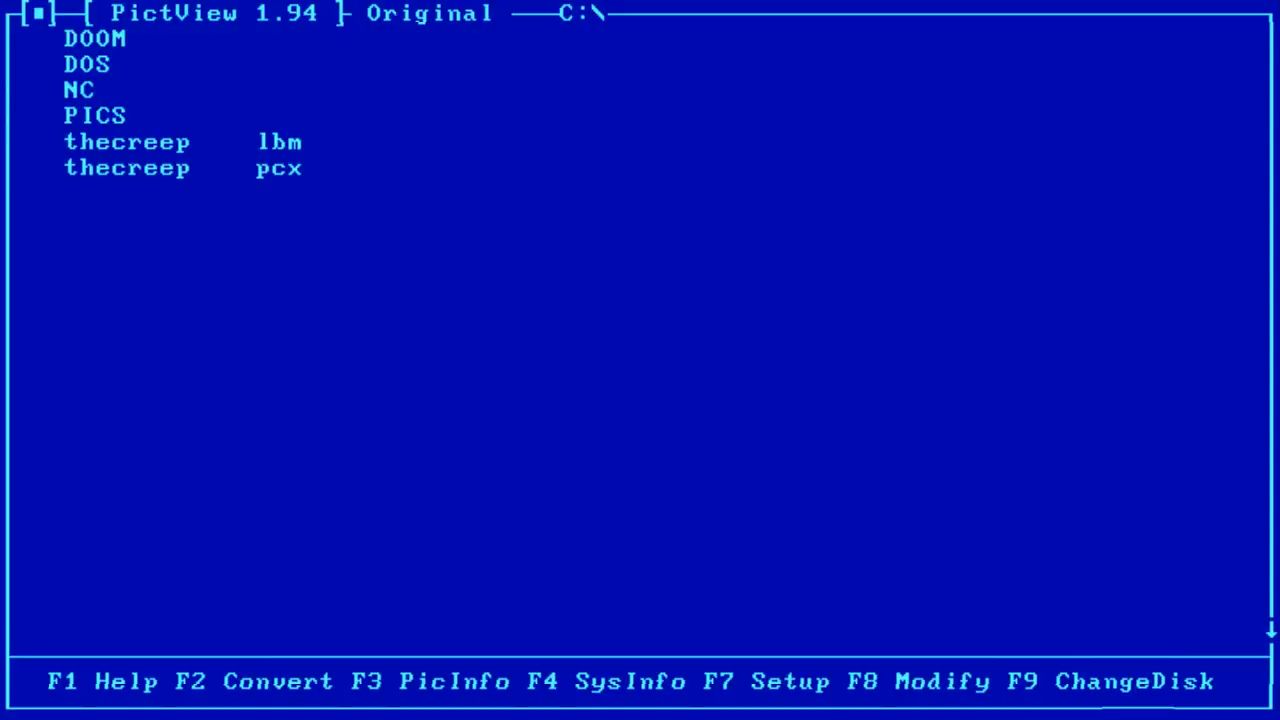 [■] [ PictView 1.94 ] Original C:\
DOOM
DOS
NC
PICS
thecreep lbm
thecreep pcx
F1 Help F2 Convert F3 PicInfo F4 SysInfo F7 Setup F8 Modify F9 ChangeDisk